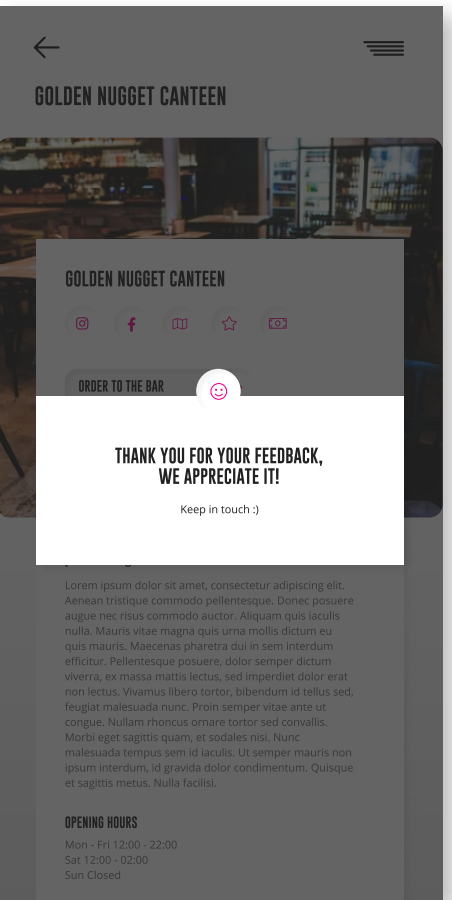 GOLDEN NUGGET CANTEEN
GOLDEN NUGGET CANTEEN
ORDER TO THE BAR
THANK YOU FOR YOUR FEEDBACK,
WE APPRECIATE IT!
Keep in touch :)
Lorem ipsum dolor sit amet, consectetur adipiscing elit.
Aenean tristique commodo pellentesque. Donec posuere
augue nec risus commodo auctor. Aliquam quis iaculis
nulla. Mauris vitae magna quis urna mollis dictum eu
quis mauris. Maecenas pharetra dui in sem interdum
efficitur. Pellentesque posuere, dolor semper dictum
viverra, ex massa mattis lectus, sed imperdiet dolor erat
non lectus. Vivamus libero tortor, bibendum id tellus sed,
feugiat malesuada nunc. Proin semper vitae ante ut
congue. Nullam rhoncus ornare tortor sed convallis.
Morbi eget sagittis quam, et sodales nisi. Nunc
malesuada tempus sem id iaculis. Ut semper mauris non
ipsum interdum, id gravida dolor condimentum. Quisque
et sagittis metus. Nulla facilisi.
OPENING HOURS
Mon - Fri 12:00 - 22:00
Sat 12:00 - 02:00
Sun Closed